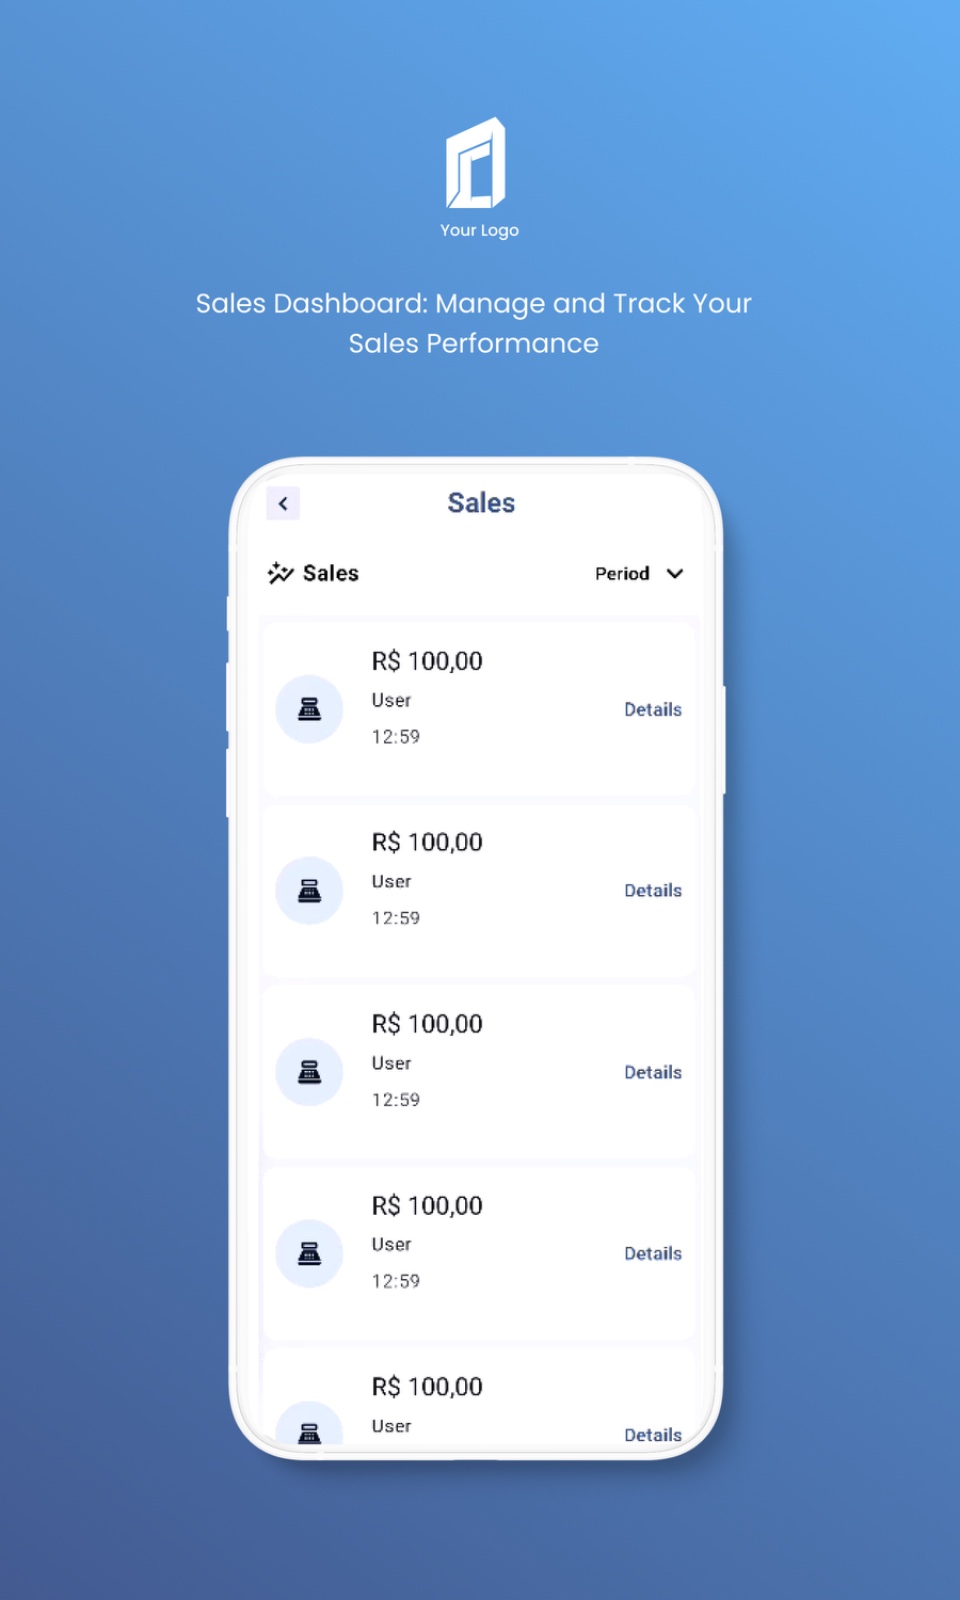 Your Logo
Sales Dashboard: Manage and Track Your
Sales Performance
Sales
Sales Period
R$ 100,00
User
12:59
Details
R$ 100,00
User
12:59
Details
R$ 100,00
User
12:59
Details
R$ 100,00
User
12:59
Details
R$ 100,00
User
Details